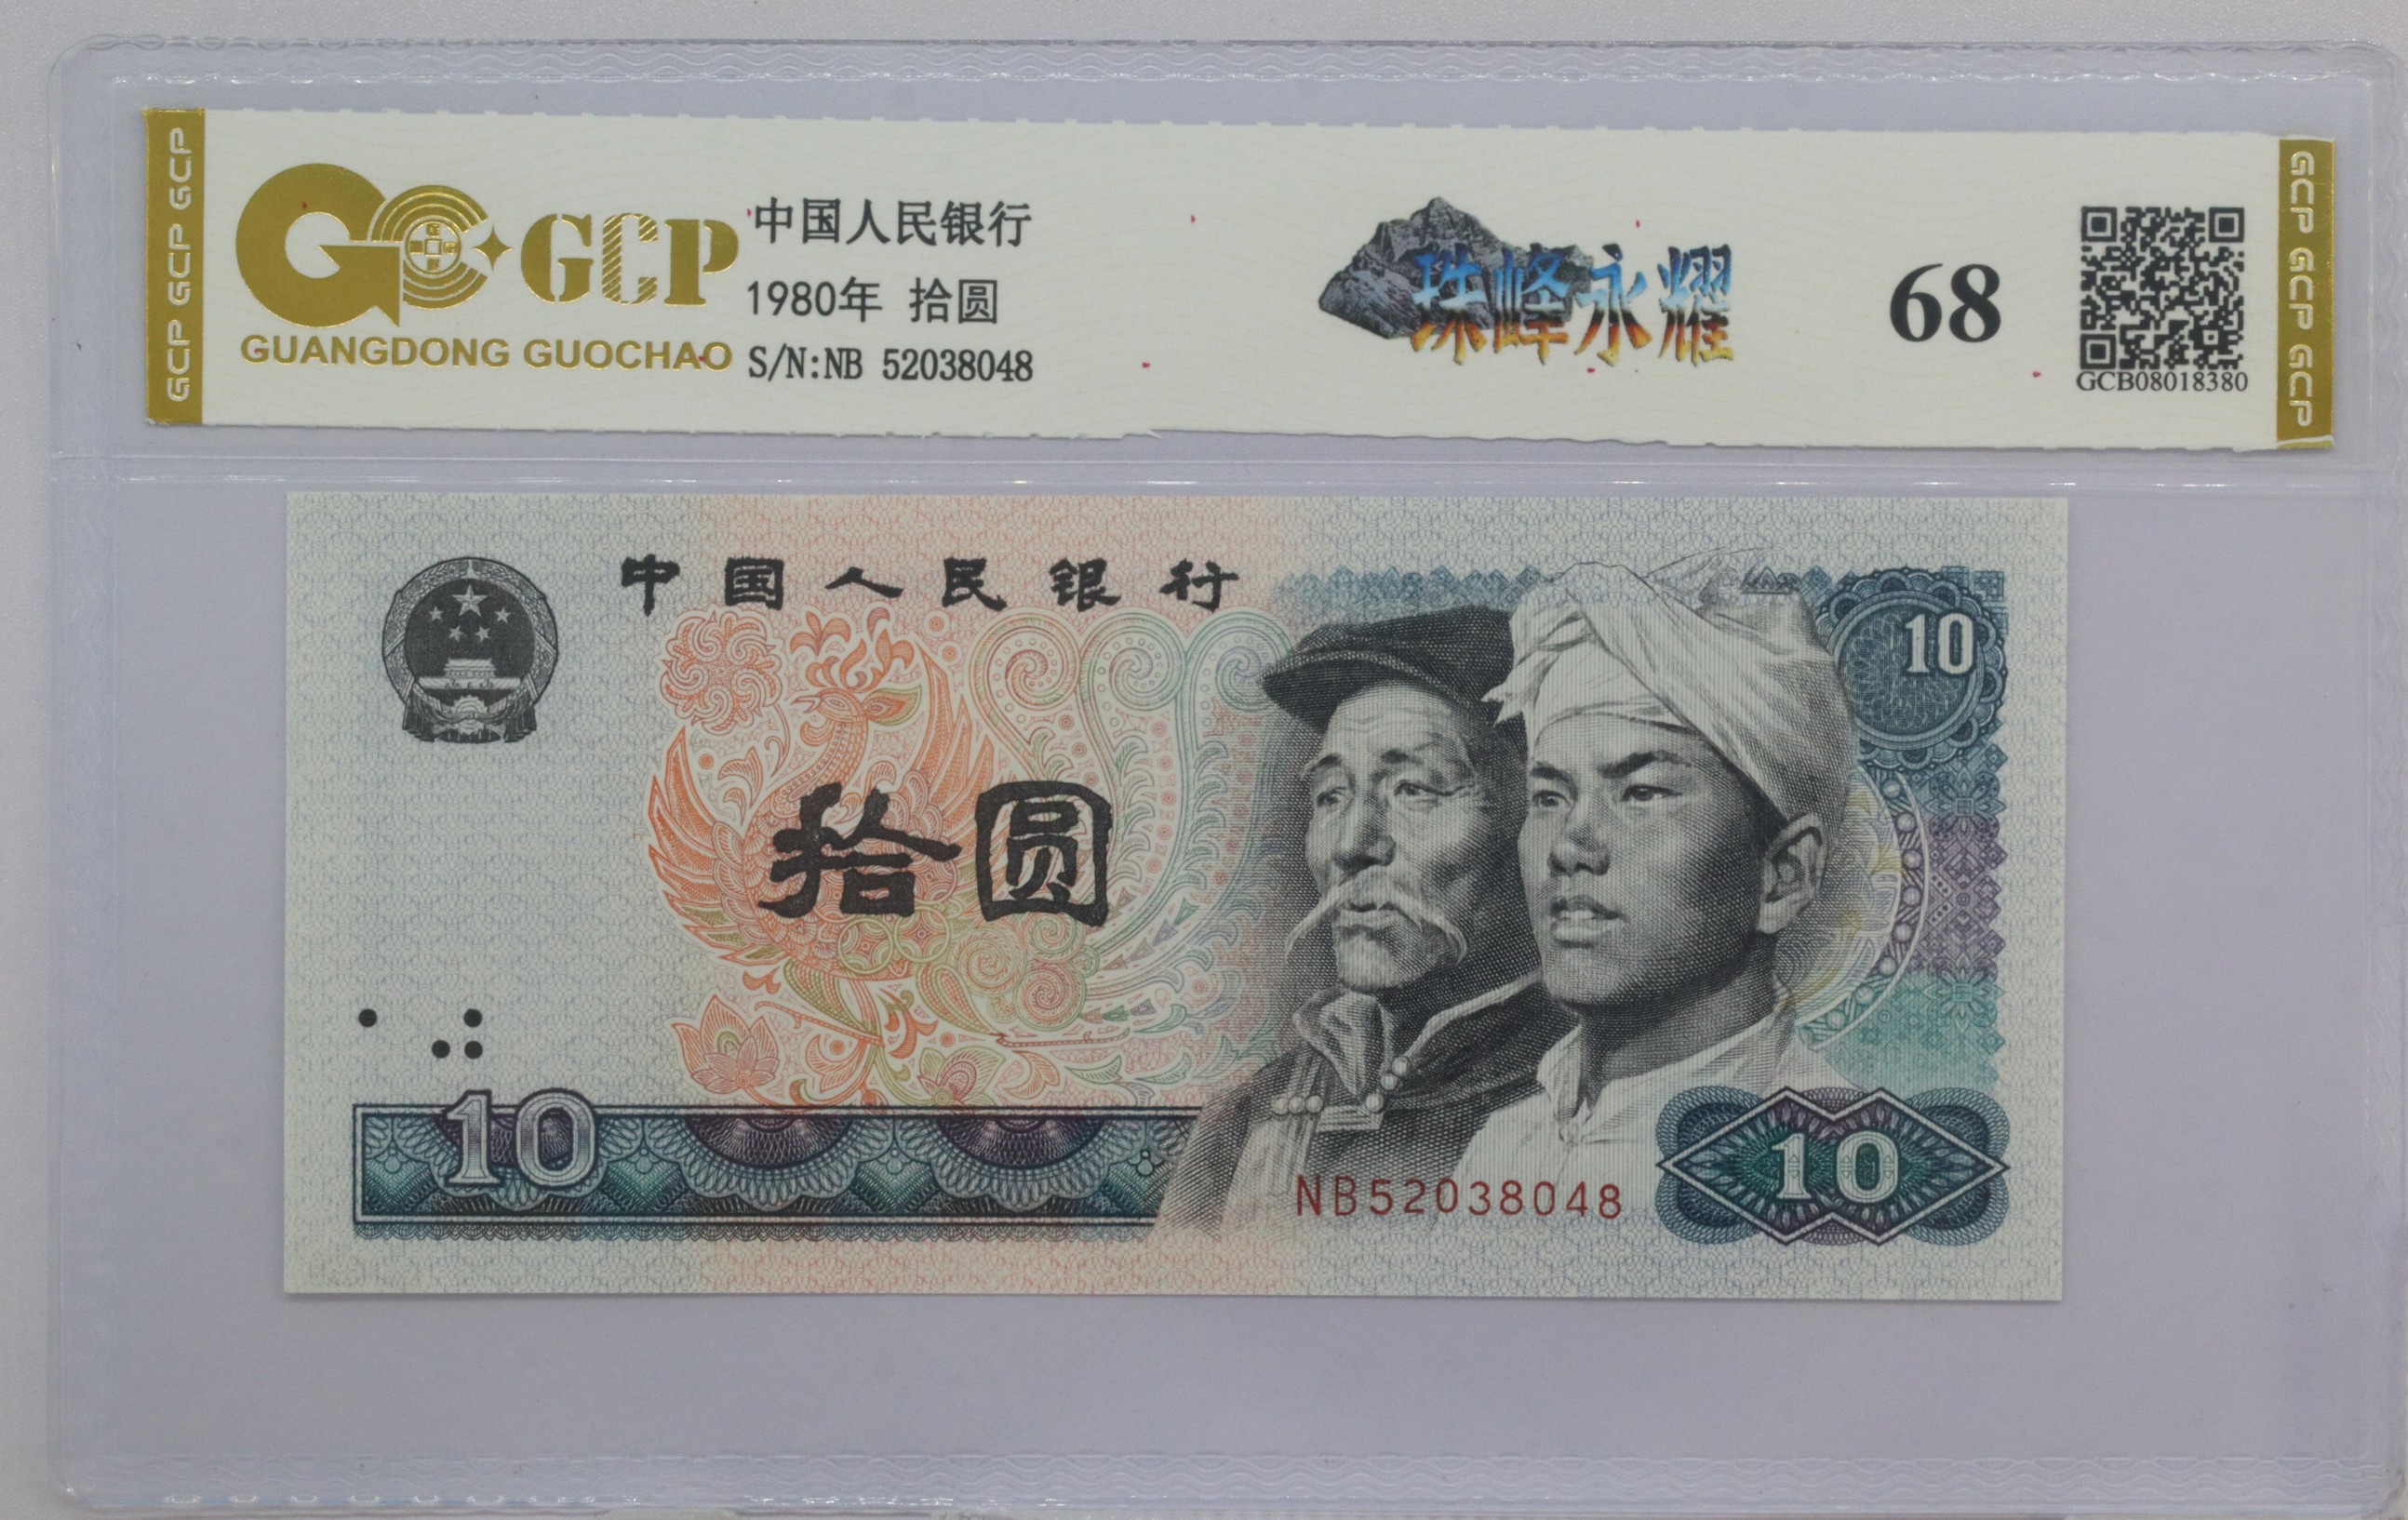 GCP GCP GCP
GCP
GUANGDONG GUOCHAO
中国人民银行
1980年 拾圆
S/N:NB 52038048
珠峰永耀
68
GCB08018380
GCP GCP GCP
中国人民银行
10
拾圆
10
NB52038048
10